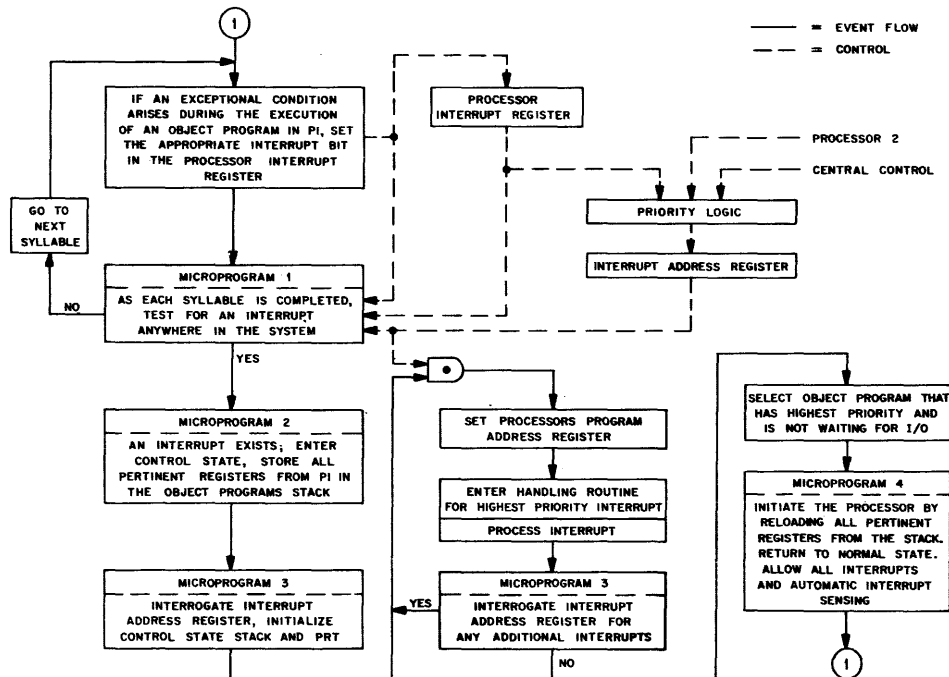 1
= EVENT FLOW
= CONTROL
IF AN EXCEPTIONAL CONDITION
ARISES DURING THE EXECUTION
OF AN OBJECT PROGRAM IN PI, SET
THE APPROPRIATE INTERRUPT BIT
IN THE PROCESSOR INTERRUPT
REGISTER
PROCESSOR
INTERRUPT REGISTER
PROCESSOR 2
CENTRAL CONTROL
PRIORITY LOGIC
INTERRUPT ADDRESS REGISTER
GO TO
NEXT
SYLLABLE
NO
MICROPROGRAM 1
AS EACH SYLLABLE IS COMPLETED,
TEST FOR AN INTERRUPT
ANYWHERE IN THE SYSTEM
YES
MICROPROGRAM 2
AN INTERRUPT EXISTS; ENTER
CONTROL STATE, STORE ALL
PERTINENT REGISTERS FROM PI IN
THE OBJECT PROGRAMS STACK
MICROPROGRAM 3
INTERROGATE INTERRUPT
ADDRESS REGISTER, INITIALIZE
CONTROL STATE STACK AND PRT
SET PROCESSORS PROGRAM
ADDRESS REGISTER
ENTER HANDLING ROUTINE
FOR HIGHEST PRIORITY INTERRUPT
PROCESS INTERRUPT
YES
MICROPROGRAM 3
INTERROGATE INTERRUPT
ADDRESS REGISTER FOR
ANY ADDITIONAL INTERRUPTS
NO
SELECT OBJECT PROGRAM THAT
HAS HIGHEST PRIORITY AND
IS NOT WAITING FOR I/O
MICROPROGRAM 4
INITIATE THE PROCESSOR BY
RELOADING ALL PERTINENT
REGISTERS FROM THE STACK.
RETURN TO NORMAL STATE.
ALLOW ALL INTERRUPTS
AND AUTOMATIC INTERRUPT
SENSING
1